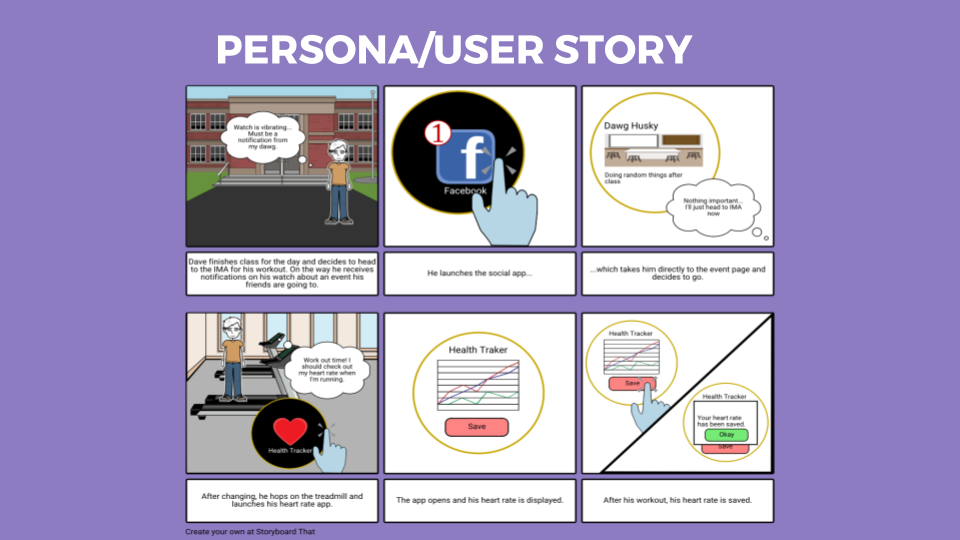 PERSONA/USER STORY
Watch is vibrating...
Must be a
notification from
my dawg.
1
f
Facebook
Dawg Husky
Doing random things after
class
Nothing important...
I'll just head to IMA
now
Dave finishes class for the day and decides to head
to the IMA for his workout. On the way he receives
notifications on his watch about an event his
friends are going to.
He launches the social app...
...which takes him directly to the event page and
decides to go.
Work out time! I
should check out
my heart rate when
I'm running.
Health Tracker
Health Traker
Save
Health Tracker
Save
Health Tracker
Your heart rate
has been saved.
Okay
Save
After changing, he hops on the treadmill and
launches his heart rate app.
The app opens and his heart rate is displayed.
After his workout, his heart rate is saved.
Create your own at Storyboard That